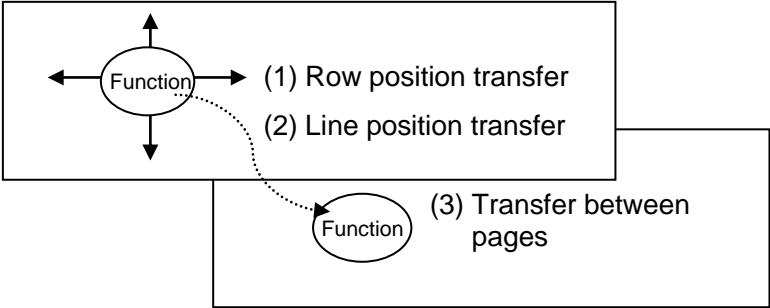 Function
(1) Row position transfer
(2) Line position transfer
Function
(3) Transfer between
pages